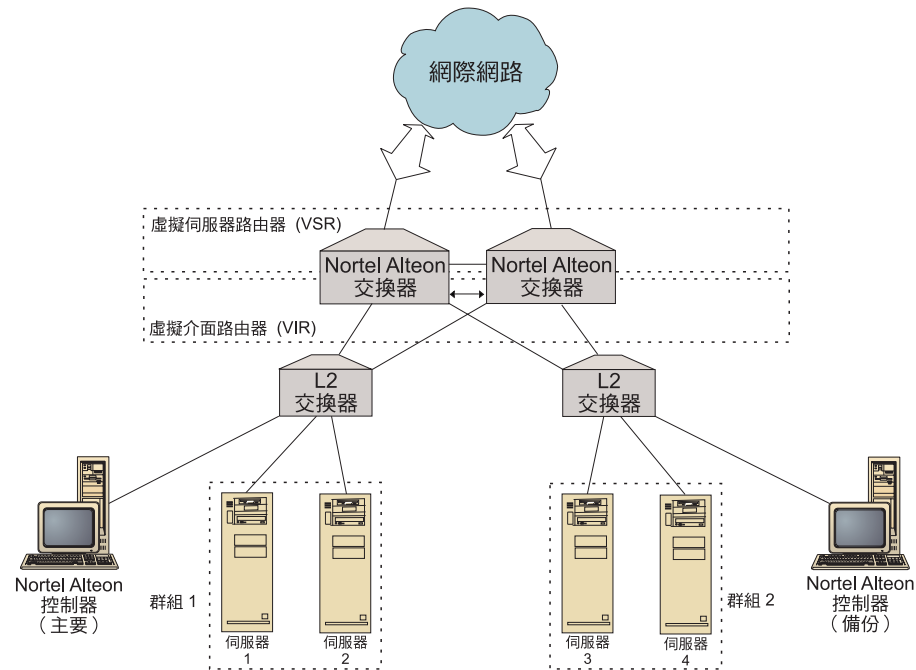 網際網路
虛擬伺服器路由器 (VSR)
Nortel Alteon
交換器
Nortel Alteon
交換器
虛擬介面路由器 (VIR)
L2
交換器
L2
交換器
Nortel Alteon
控制器
（主要）
群組 1
伺服器
1
伺服器
2
伺服器
3
伺服器
4
群組 2
Nortel Alteon
控制器
（備份）